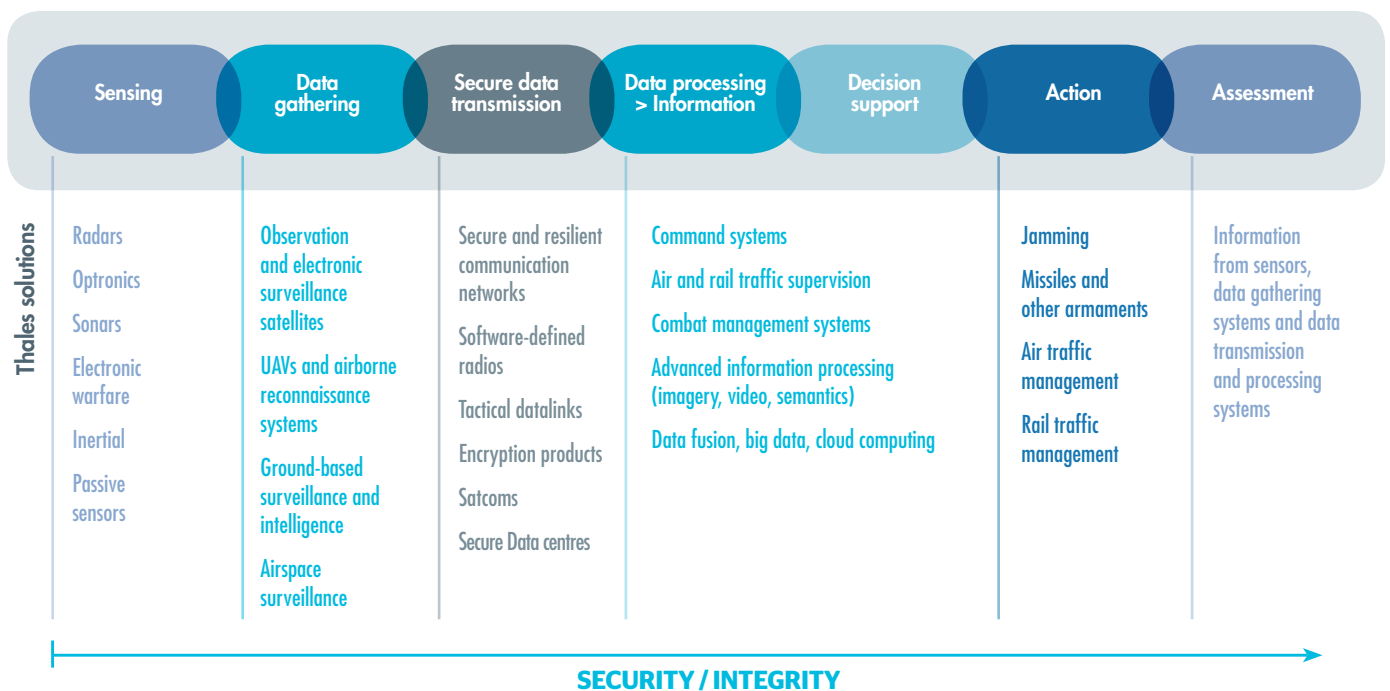 Sensing
Data
gathering
Secure data
transmission
Data processing
> Information
Decision
support
Action
Assessment
Thales solutions
Radars
Optronics
Sonars
Electronic
warfare
Inertial
Passive
sensors
Observation
and electronic
surveillance
satellites
UAVs and airborne
reconnaissance
systems
Ground-based
surveillance and
intelligence
Airspace
surveillance
Secure and resilient
communication
networks
Software-defined
radios
Tactical datalinks
Encryption products
Satcoms
Secure Data centres
Command systems
Air and rail traffic supervision
Combat management systems
Advanced information processing
(imagery, video, semantics)
Data fusion, big data, cloud computing
Jamming
Missiles and
other armaments
Air traffic
management
Rail traffic
management
Information
from sensors,
data gathering
systems and data
transmission
and processing
systems
SECURITY / INTEGRITY